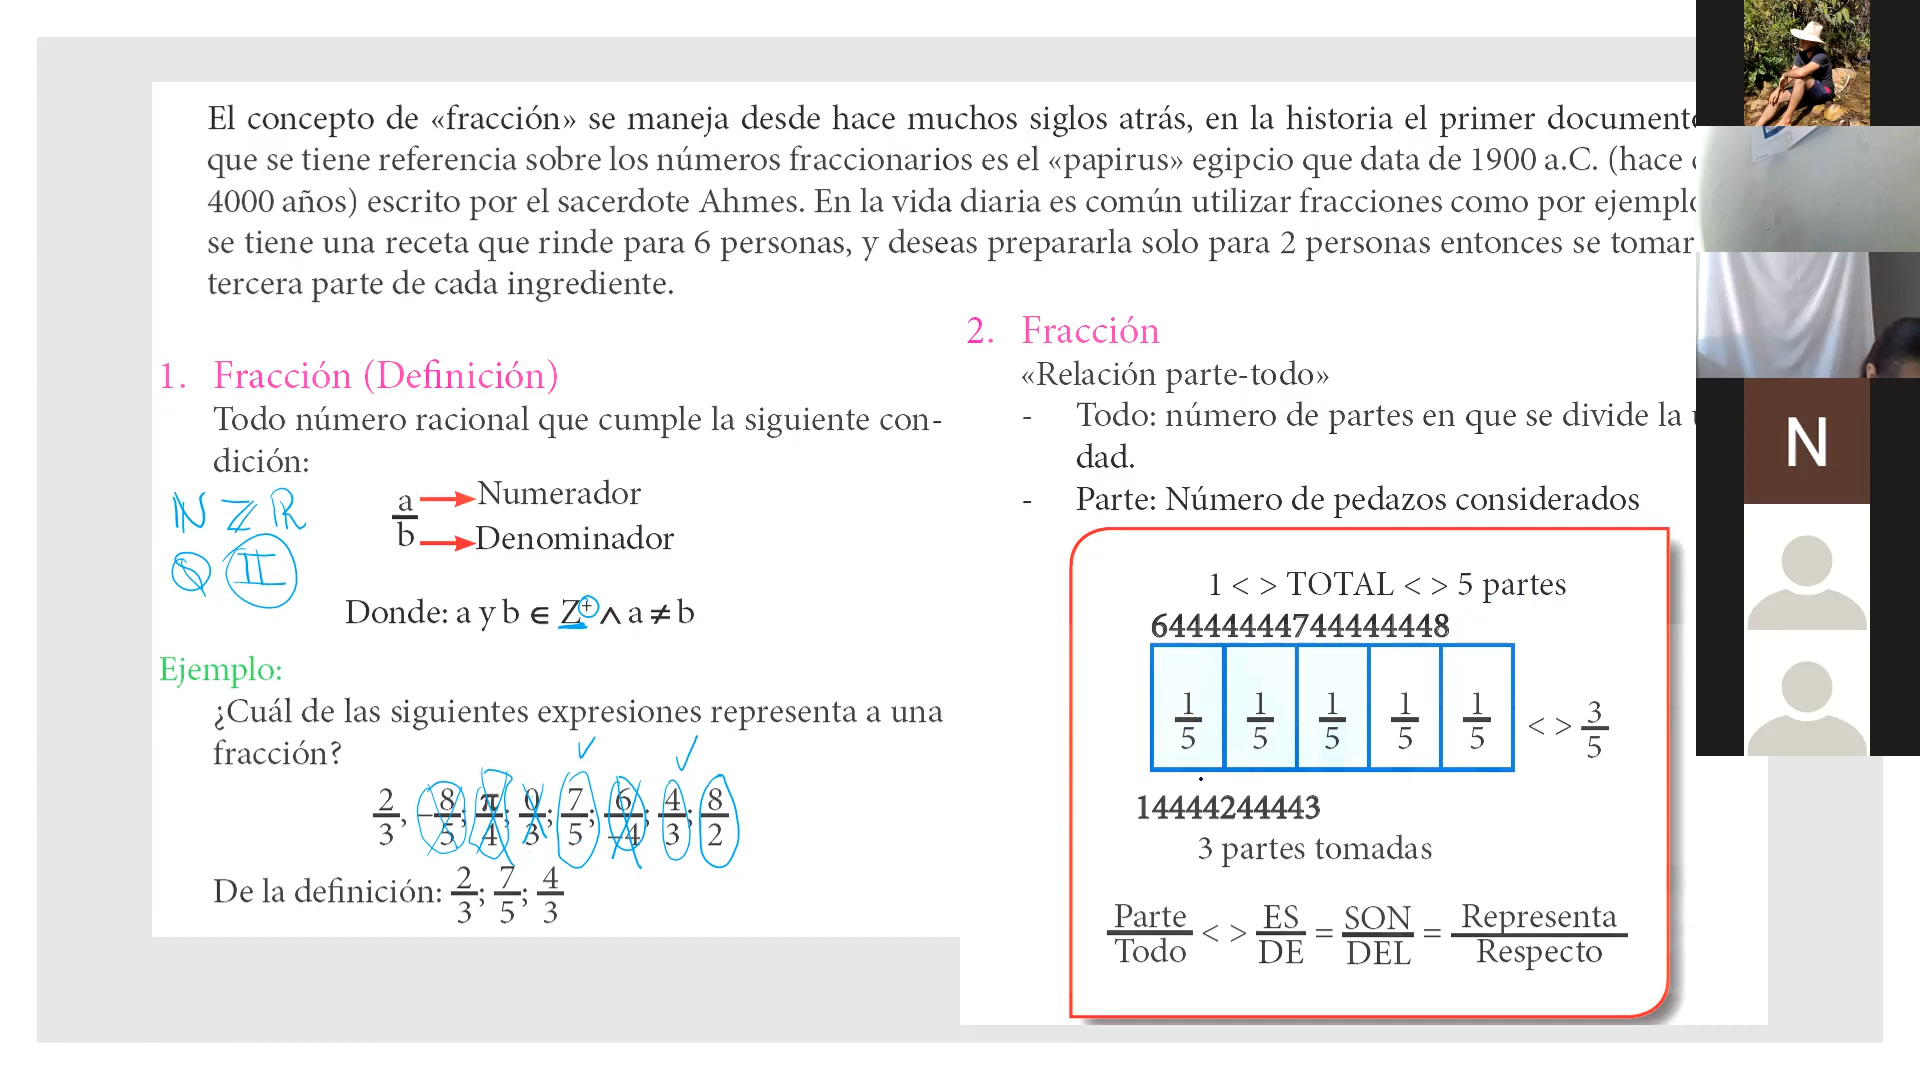 El concepto de «fracción» se maneja desde hace muchos siglos atrás, en la historia el primer documento
que se tiene referencia sobre los números fraccionarios es el «papirus» egipcio que data de 1900 a.C. (hace
4000 años) escrito por el sacerdote Ahmes. En la vida diaria es común utilizar fracciones como por ejemplo
se tiene una receta que rinde para 6 personas, y deseas prepararla solo para 2 personas entonces se tomar
tercera parte de cada ingrediente.
1. Fracción (Definición)
Todo número racional que cumple la siguiente con-
dición:
N Z R
Q I
a/b
Numerador
Denominador
Donde: a y b ∈ Z⁺ ∧ a ≠ b
Ejemplo:
¿Cuál de las siguientes expresiones representa a una
fracción?
2/3, -8/5; π/4; 0/3; 7/5; 6/-4; 4/3; 8/2
De la definición: 2/3; 7/5; 4/3
2. Fracción
«Relación parte-todo»
- Todo: número de partes en que se divide la
dad.
- Parte: Número de pedazos considerados
1 < > TOTAL < > 5 partes
64444444744444448
1/5 1/5 1/5 1/5 1/5 < > 3/5
14444244443
3 partes tomadas
Parte/Todo < > ES/DE = SON/DEL = Representa/Respecto
N